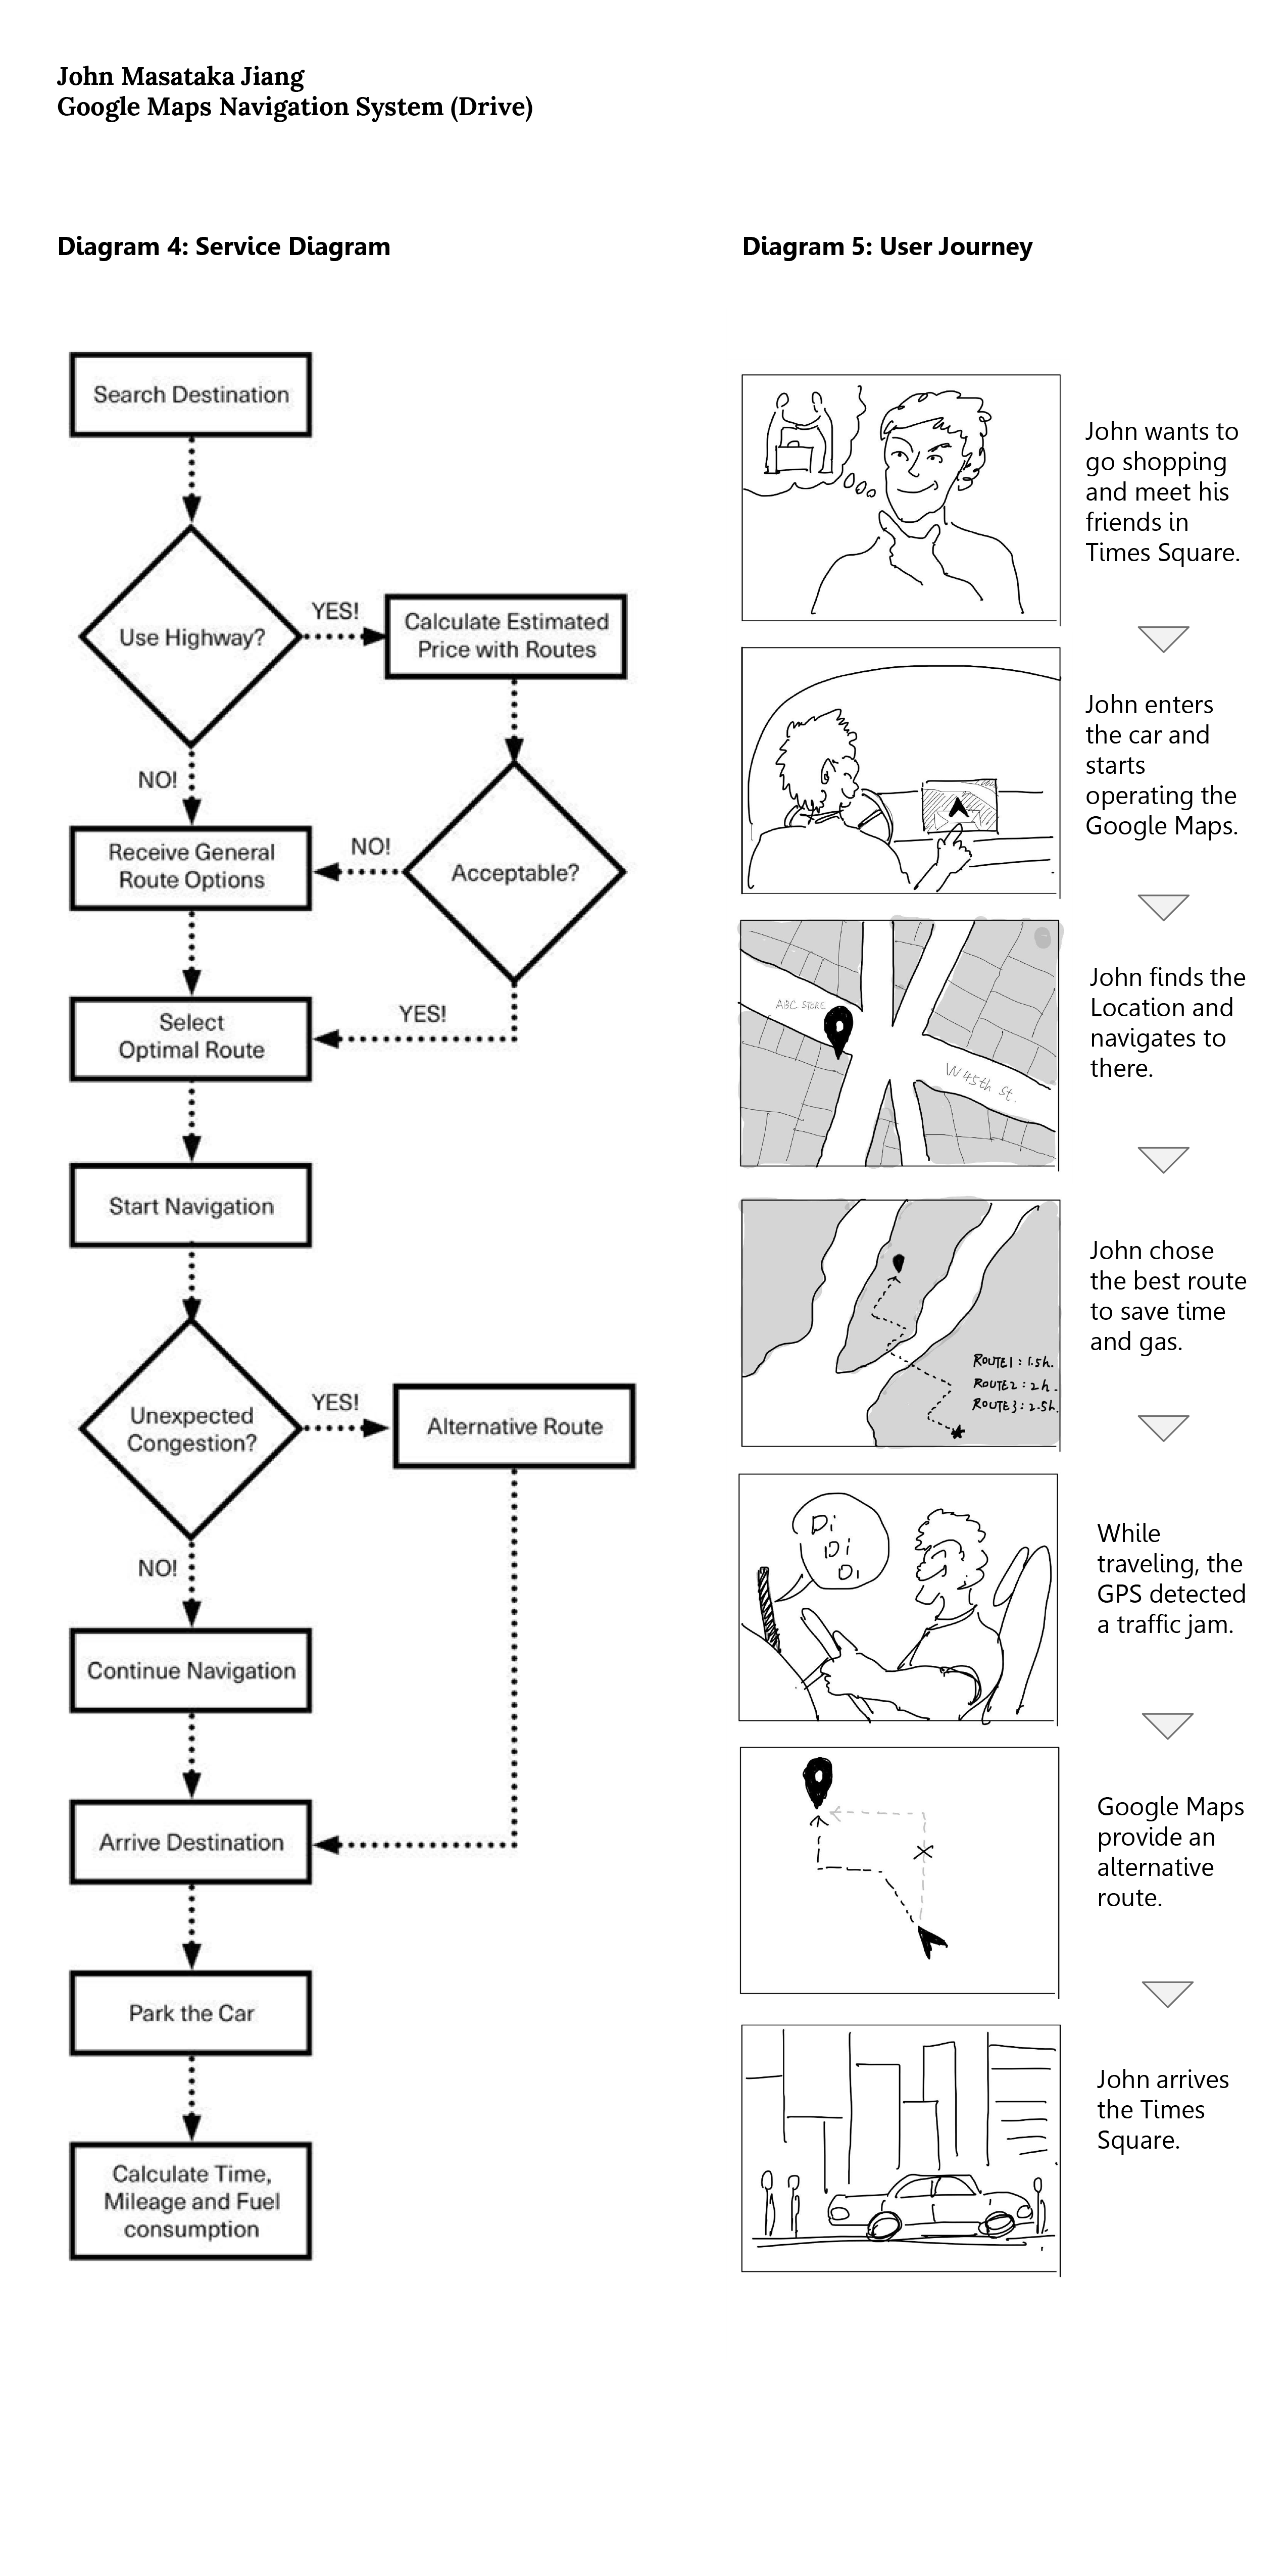 John Masataka Jiang
Google Maps Navigation System (Drive)
Diagram 4: Service Diagram
Search Destination
Use Highway?
YES!
Calculate Estimated
Price with Routes
NO!
Receive General
Route Options
NO!
Acceptable?
YES!
Select
Optimal Route
Start Navigation
Unexpected
Congestion?
YES!
Alternative Route
NO!
Continue Navigation
Arrive Destination
Park the Car
Calculate Time,
Mileage and Fuel
consumption
Diagram 5: User Journey
John wants to
go shopping
and meet his
friends in
Times Square.
John enters
the car and
starts
operating the
Google Maps.
ABC STORE
W 45th St.
John finds the
Location and
navigates to
there.
ROUTE1 : 1.5h.
ROUTE2 : 2h.
ROUTE3 : 2.5h.
John chose
the best route
to save time
and gas.
Di
Di
Di
While
traveling, the
GPS detected
a traffic jam.
Google Maps
provide an
alternative
route.
John arrives
the Times
Square.